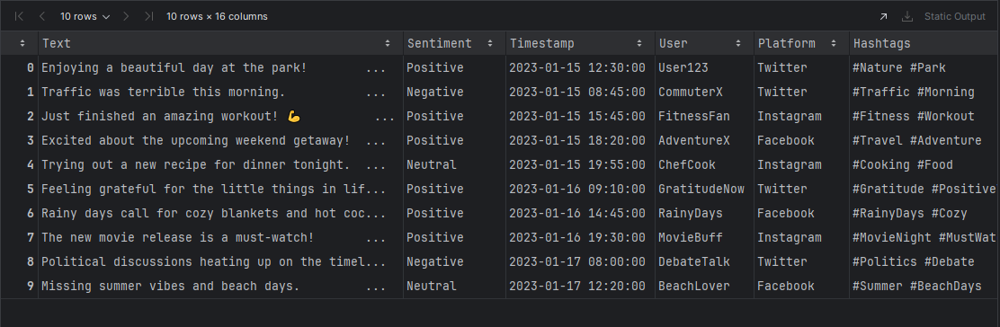 10 rows 10 rows × 16 columns Static Output
Text Sentiment Timestamp User Platform Hashtags
0 Enjoying a beautiful day at the park! ... Positive 2023-01-15 12:30:00 User123 Twitter #Nature #Park
1 Traffic was terrible this morning. ... Negative 2023-01-15 08:45:00 CommuterX Twitter #Traffic #Morning
2 Just finished an amazing workout! 💪 ... Positive 2023-01-15 15:45:00 FitnessFan Instagram #Fitness #Workout
3 Excited about the upcoming weekend getaway! ... Positive 2023-01-15 18:20:00 AdventureX Facebook #Travel #Adventure
4 Trying out a new recipe for dinner tonight. ... Neutral 2023-01-15 19:55:00 ChefCook Instagram #Cooking #Food
5 Feeling grateful for the little things in lif... Positive 2023-01-16 09:10:00 GratitudeNow Twitter #Gratitude #Positive
6 Rainy days call for cozy blankets and hot coc... Positive 2023-01-16 14:45:00 RainyDays Facebook #RainyDays #Cozy
7 The new movie release is a must-watch! ... Positive 2023-01-16 19:30:00 MovieBuff Instagram #MovieNight #MustWat
8 Political discussions heating up on the timel... Negative 2023-01-17 08:00:00 DebateTalk Twitter #Politics #Debate
9 Missing summer vibes and beach days. ... Neutral 2023-01-17 12:20:00 BeachLover Facebook #Summer #BeachDays